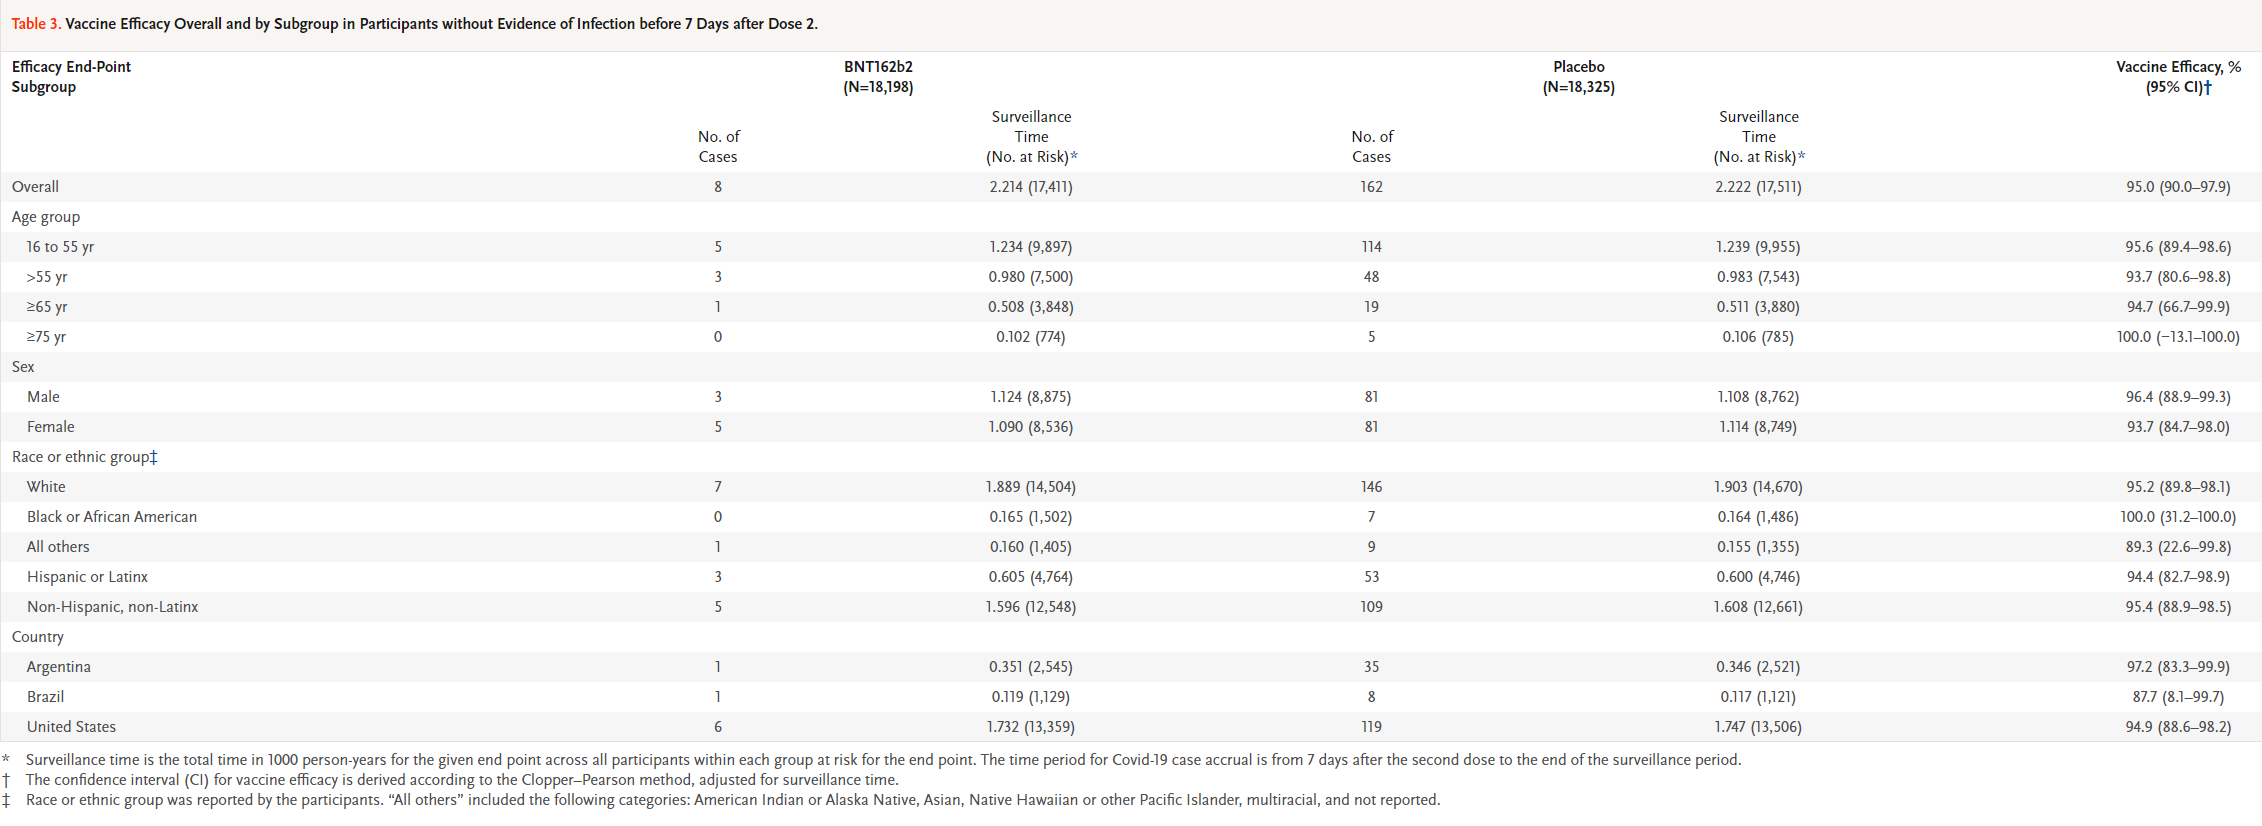 Table 3. Vaccine Efficacy Overall and by Subgroup in Participants without Evidence of Infection before 7 Days after Dose 2.
Efficacy End-Point Subgroup BNT162b2 (N=18,198) Placebo (N=18,325) Vaccine Efficacy, % (95% CI)†
No. of Cases Surveillance Time (No. at Risk)* No. of Cases Surveillance Time (No. at Risk)*
Overall 8 2.214 (17,411) 162 2.222 (17,511) 95.0 (90.0–97.9)
Age group
16 to 55 yr 5 1.234 (9,897) 114 1.239 (9,955) 95.6 (89.4–98.6)
>55 yr 3 0.980 (7,500) 48 0.983 (7,543) 93.7 (80.6–98.8)
≥65 yr 1 0.508 (3,848) 19 0.511 (3,880) 94.7 (66.7–99.9)
≥75 yr 0 0.102 (774) 5 0.106 (785) 100.0 (−13.1–100.0)
Sex
Male 3 1.124 (8,875) 81 1.108 (8,762) 96.4 (88.9–99.3)
Female 5 1.090 (8,536) 81 1.114 (8,749) 93.7 (84.7–98.0)
Race or ethnic group‡
White 7 1.889 (14,504) 146 1.903 (14,670) 95.2 (89.8–98.1)
Black or African American 0 0.165 (1,502) 7 0.164 (1,486) 100.0 (31.2–100.0)
All others 1 0.160 (1,405) 9 0.155 (1,355) 89.3 (22.6–99.8)
Hispanic or Latinx 3 0.605 (4,764) 53 0.600 (4,746) 94.4 (82.7–98.9)
Non-Hispanic, non-Latinx 5 1.596 (12,548) 109 1.608 (12,661) 95.4 (88.9–98.5)
Country
Argentina 1 0.351 (2,545) 35 0.346 (2,521) 97.2 (83.3–99.9)
Brazil 1 0.119 (1,129) 8 0.117 (1,121) 87.7 (8.1–99.7)
United States 6 1.732 (13,359) 119 1.747 (13,506) 94.9 (88.6–98.2)
* Surveillance time is the total time in 1000 person-years for the given end point across all participants within each group at risk for the end point. The time period for Covid-19 case accrual is from 7 days after the second dose to the end of the surveillance period.
† The confidence interval (CI) for vaccine efficacy is derived according to the Clopper–Pearson method, adjusted for surveillance time.
‡ Race or ethnic group was reported by the participants. “All others” included the following categories: American Indian or Alaska Native, Asian, Native Hawaiian or other Pacific Islander, multiracial, and not reported.